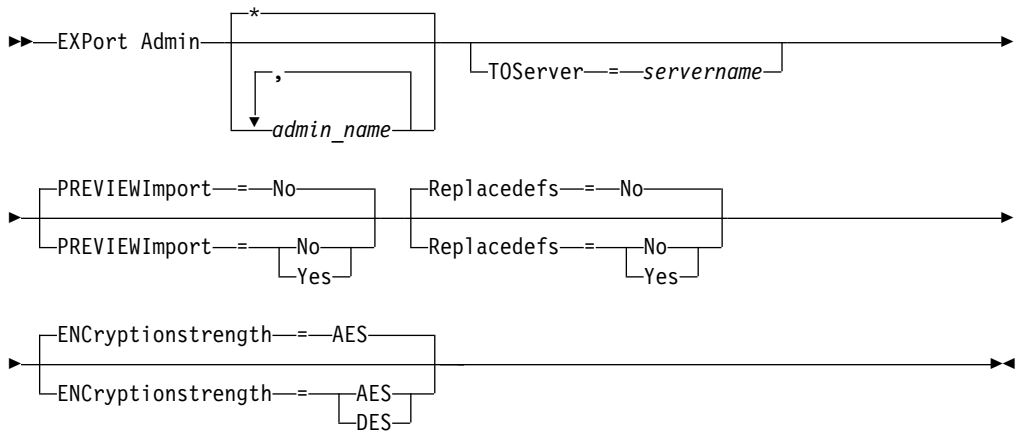 *
EXPort Admin
TOServer = servername
,
admin_name
PREVIEWImport = No
Replacedefs = No
PREVIEWImport = No
Replacedefs = No
Yes
Yes
ENCryptionstrength = AES
ENCryptionstrength = AES
DES